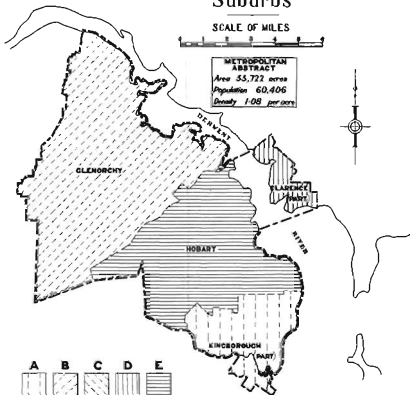 Suburbs
SCALE OF MILES
METROPOLITAN
ABSTRACT
Area 33,722 acres
Population 60,406
Density 1·08 per acre
DERWENT
GLENORCHY
CLARENCE
PART
HOBART
RIVER
KINGBOROUGH
(PART)
A B C D E